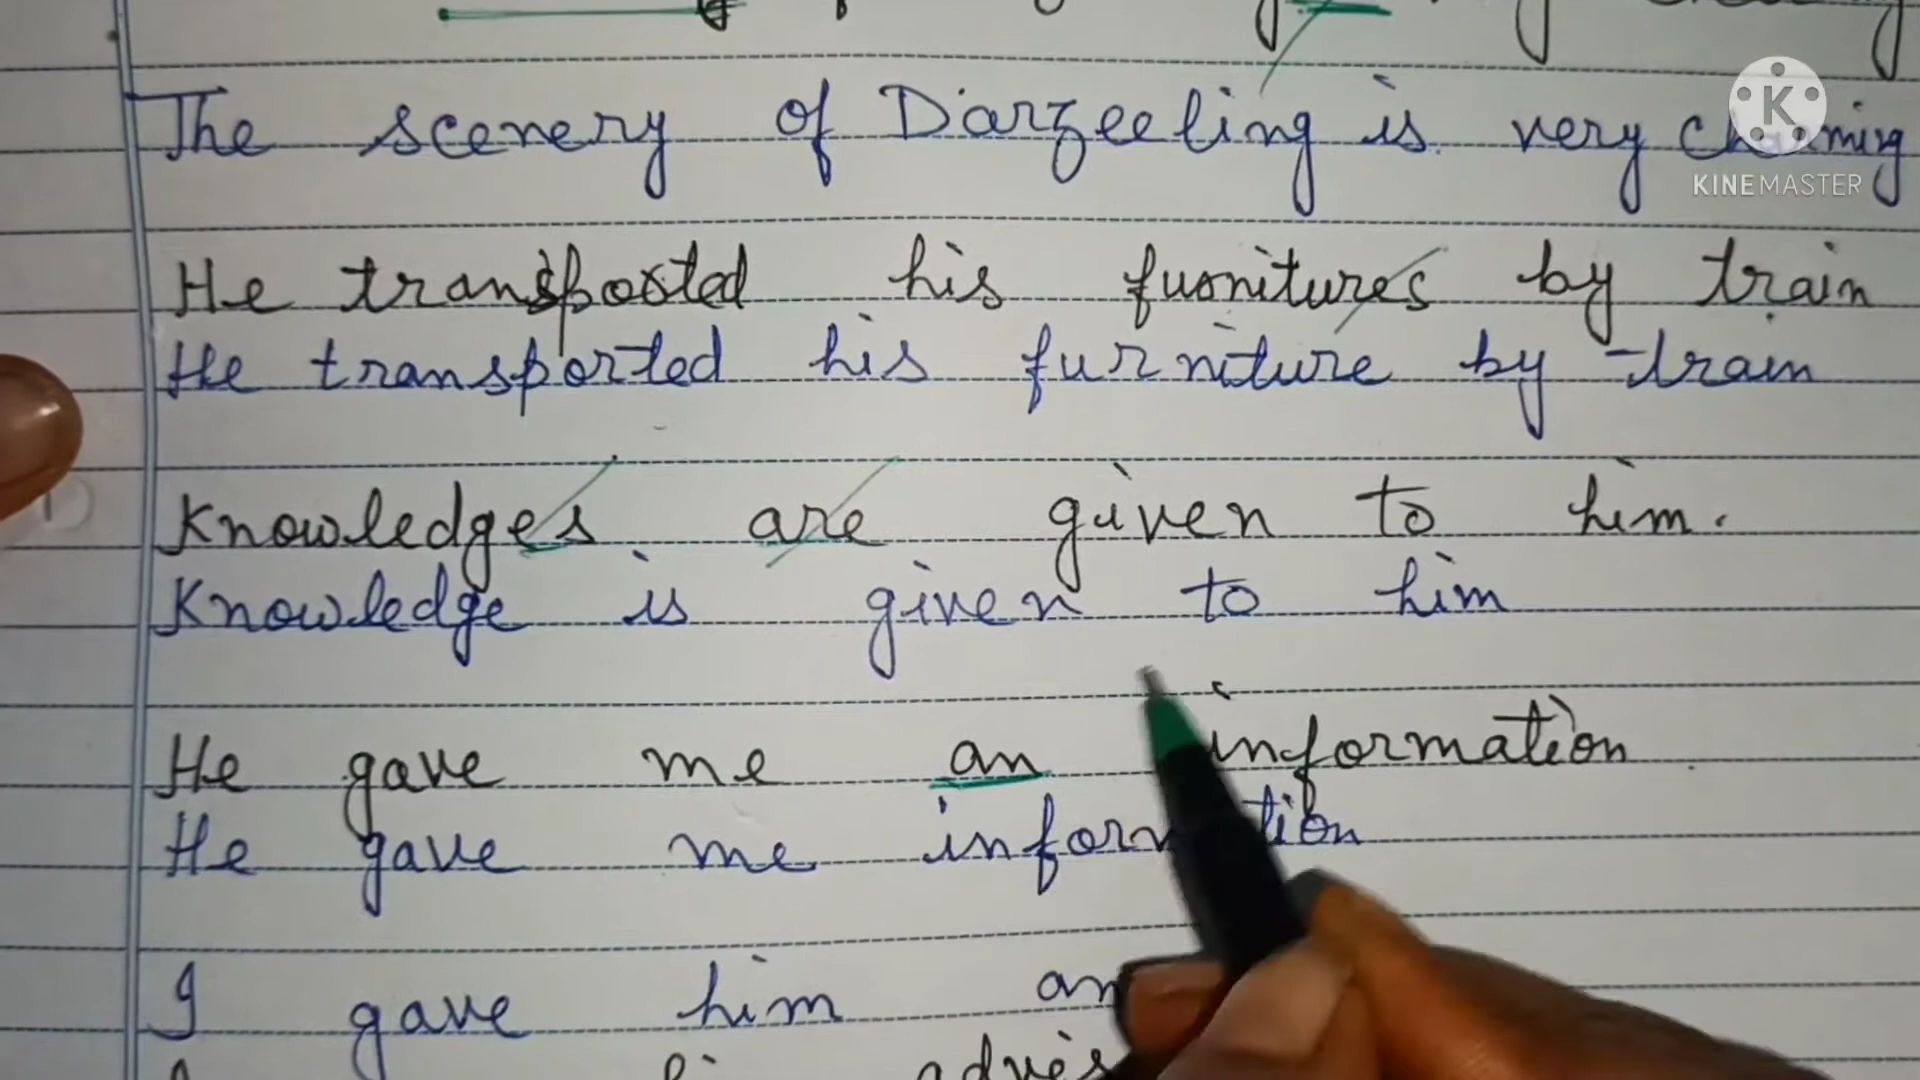 The scenery of Darzeeling is very charming
KINEMASTER
He transported his furnitures by train
He transported his furniture by train
Knowledges are given to him.
Knowledge is given to him
He gave me an information
He gave me information
I gave him an